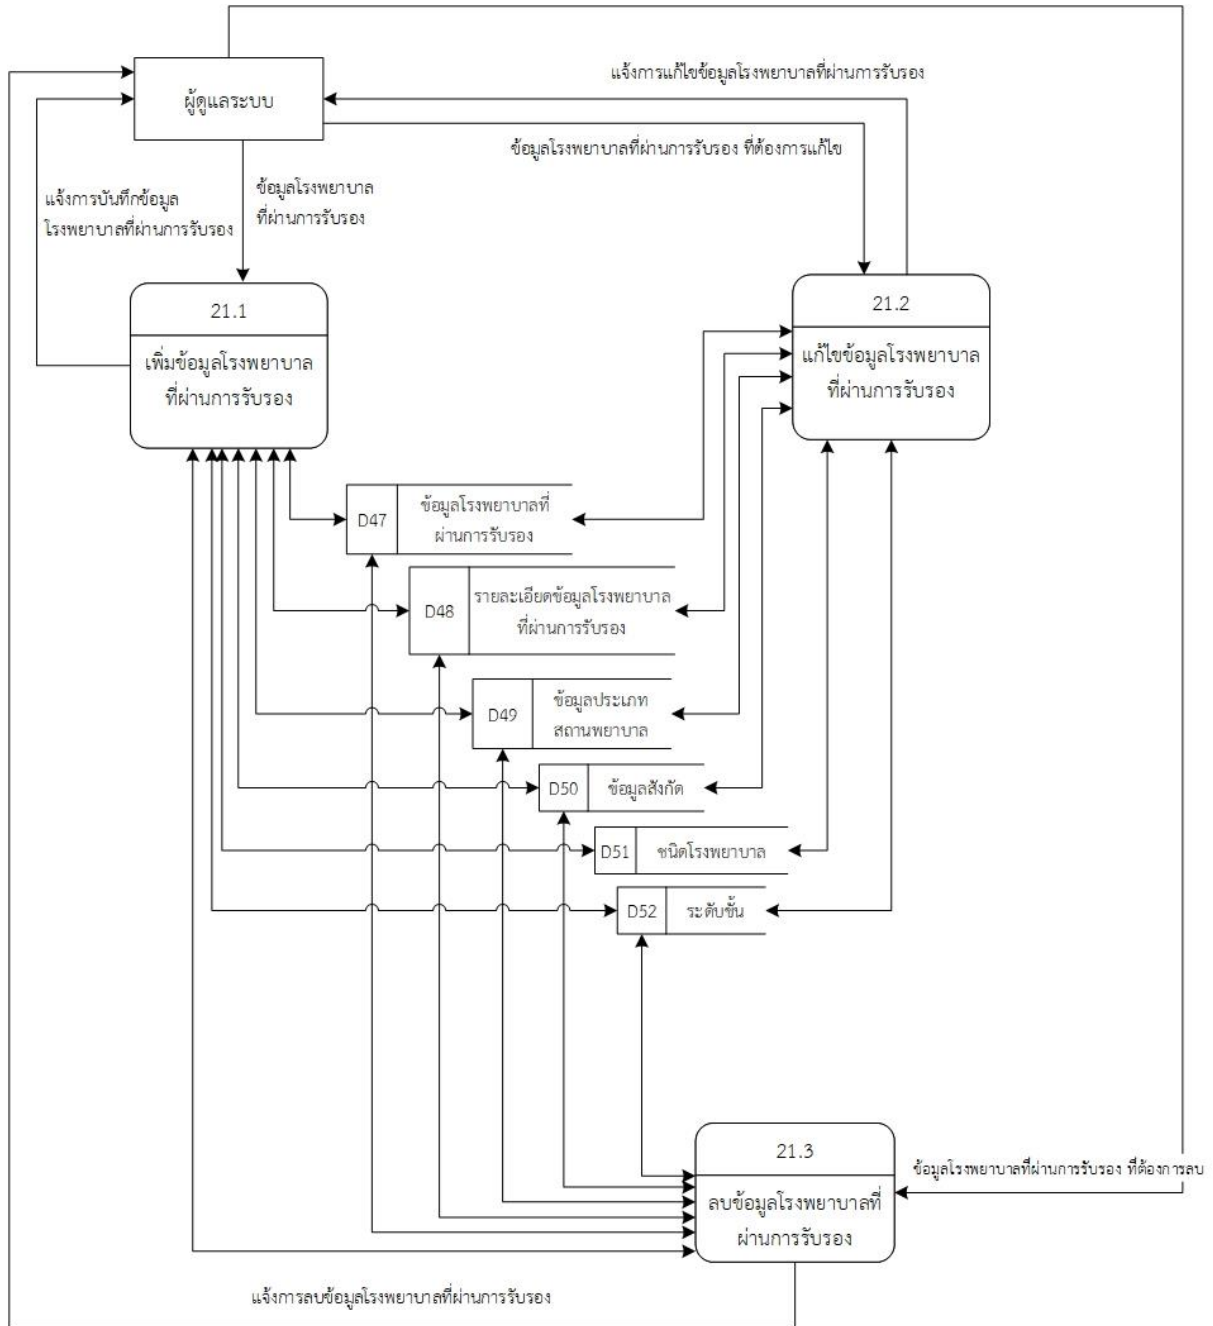 แจ้งการแก้ไขข้อมูลโรงพยาบาลที่ผ่านการรับรอง
ผู้ดูแลระบบ
ข้อมูลโรงพยาบาลที่ผ่านการรับรอง ที่ต้องการแก้ไข
แจ้งการบันทึกข้อมูล
โรงพยาบาลที่ผ่านการรับรอง
ข้อมูลโรงพยาบาล
ที่ผ่านการรับรอง
21.1
เพิ่มข้อมูลโรงพยาบาล
ที่ผ่านการรับรอง
21.2
แก้ไขข้อมูลโรงพยาบาล
ที่ผ่านการรับรอง
D47
ข้อมูลโรงพยาบาลที่
ผ่านการรับรอง
D48
รายละเอียดข้อมูลโรงพยาบาล
ที่ผ่านการรับรอง
D49
ข้อมูลประเภท
สถานพยาบาล
D50
ข้อมูลสังกัด
D51
ชนิดโรงพยาบาล
D52
ระดับขั้น
21.3
ลบข้อมูลโรงพยาบาลที่
ผ่านการรับรอง
ข้อมูลโรงพยาบาลที่ผ่านการรับรอง ที่ต้องการลบ
แจ้งการลบข้อมูลโรงพยาบาลที่ผ่านการรับรอง